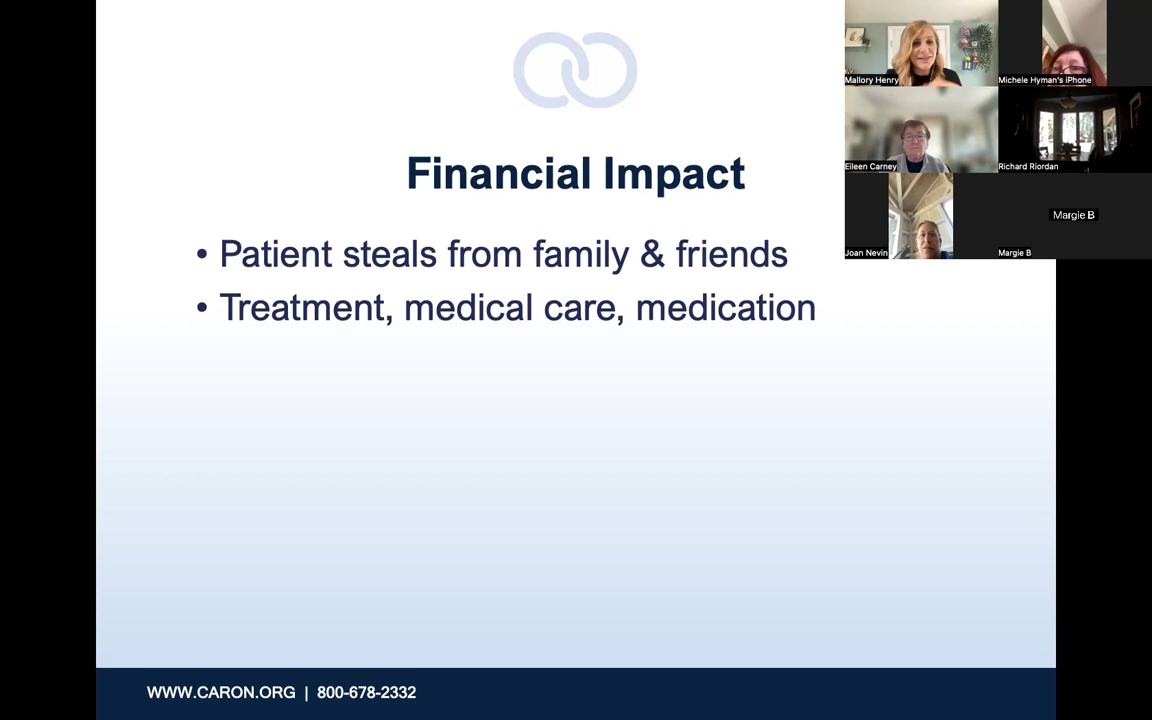 Financial Impact
• Patient steals from family & friends
• Treatment, medical care, medication
WWW.CARON.ORG | 800-678-2332
Mallory Henry
Michele Hyman's iPhone
Eileen Carney
Richard Riordan
Joan Nevin
Margie B
Margie B